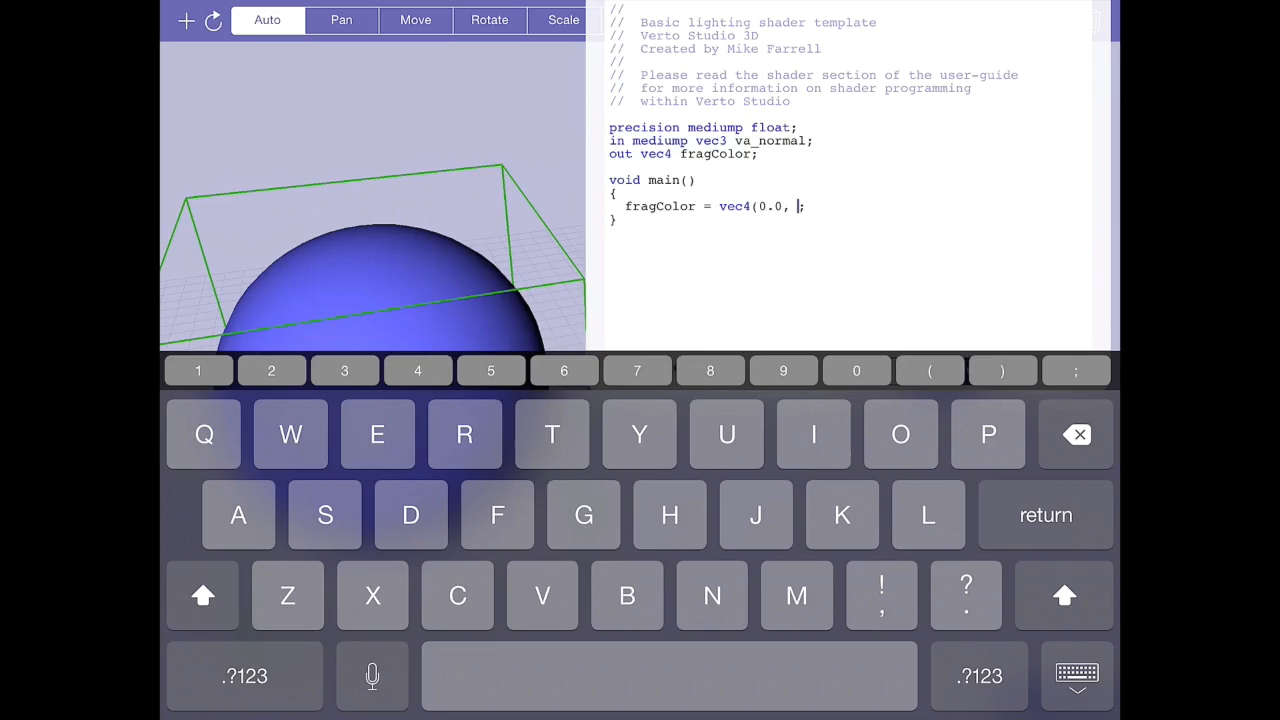 Auto Pan Move Rotate Scale
//
// Basic lighting shader template
// Verto Studio 3D
// Created by Mike Farrell
//
// Please read the shader section of the user-guide
// for more information on shader programming
// within Verto Studio
precision mediump float;
in mediump vec3 va_normal;
out vec4 fragColor;
void main()
{
fragColor = vec4(0.0, ;
}
1 2 3 4 5 6 7 8 9 0 ( ) ;
Q W E R T Y U I O P
A S D F G H J K L return
Z X C V B N M ! , ? .
.?123 .?123